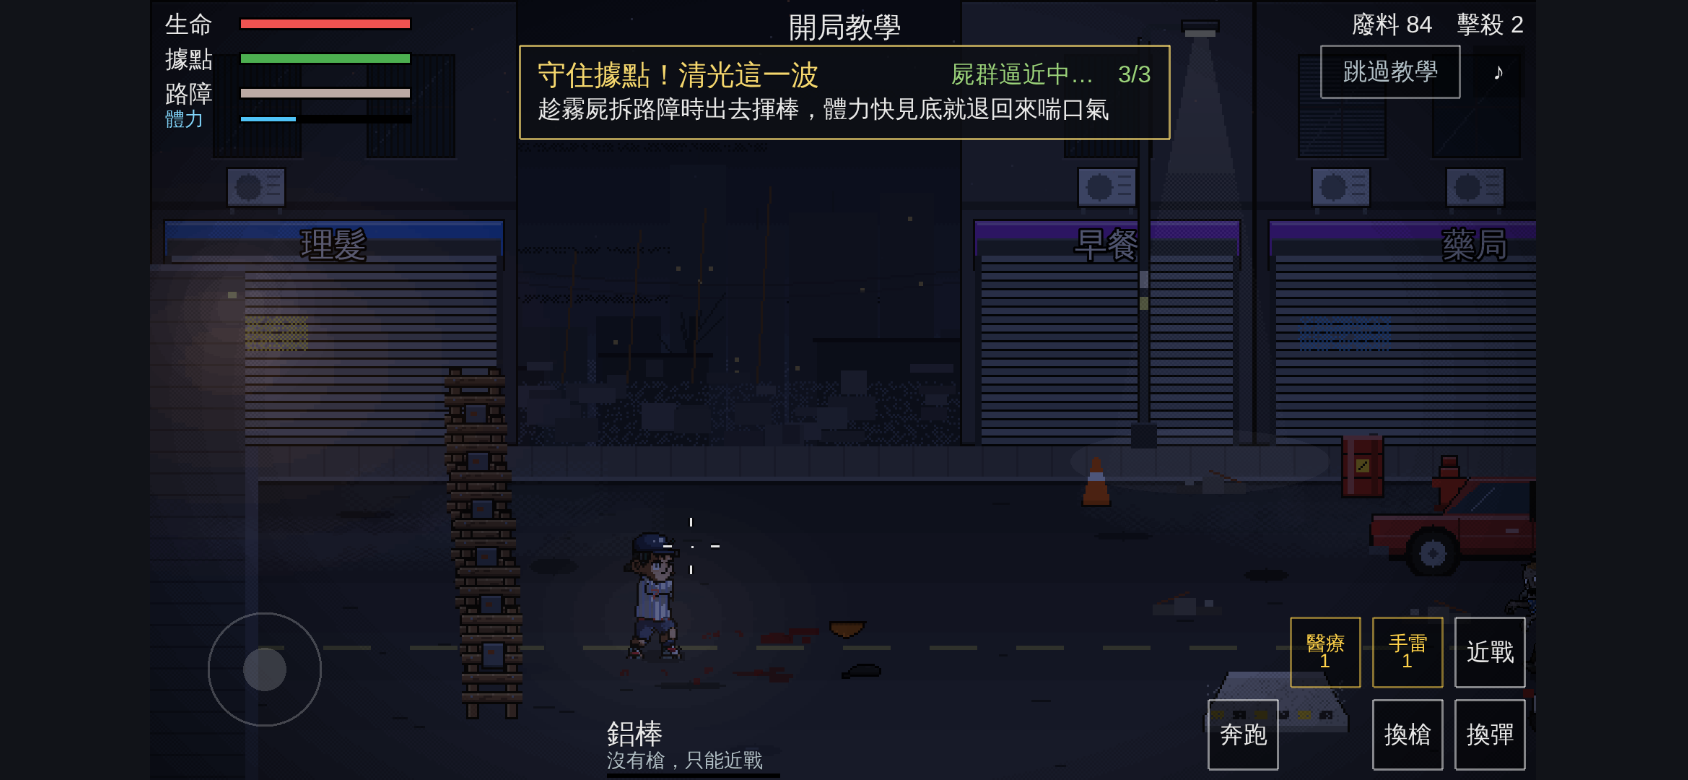 生命
據點
路障
體力
開局教學
廢料 84 擊殺 2
守住據點！清光這一波 屍群逼近中… 3/3
趁霧屍拆路障時出去揮棒，體力快見底就退回來喘口氣
跳過教學 ♪
理髮
早餐
藥局
醫療
1
手雷
1
近戰
奔跑
換槍
換彈
鋁棒
沒有槍，只能近戰